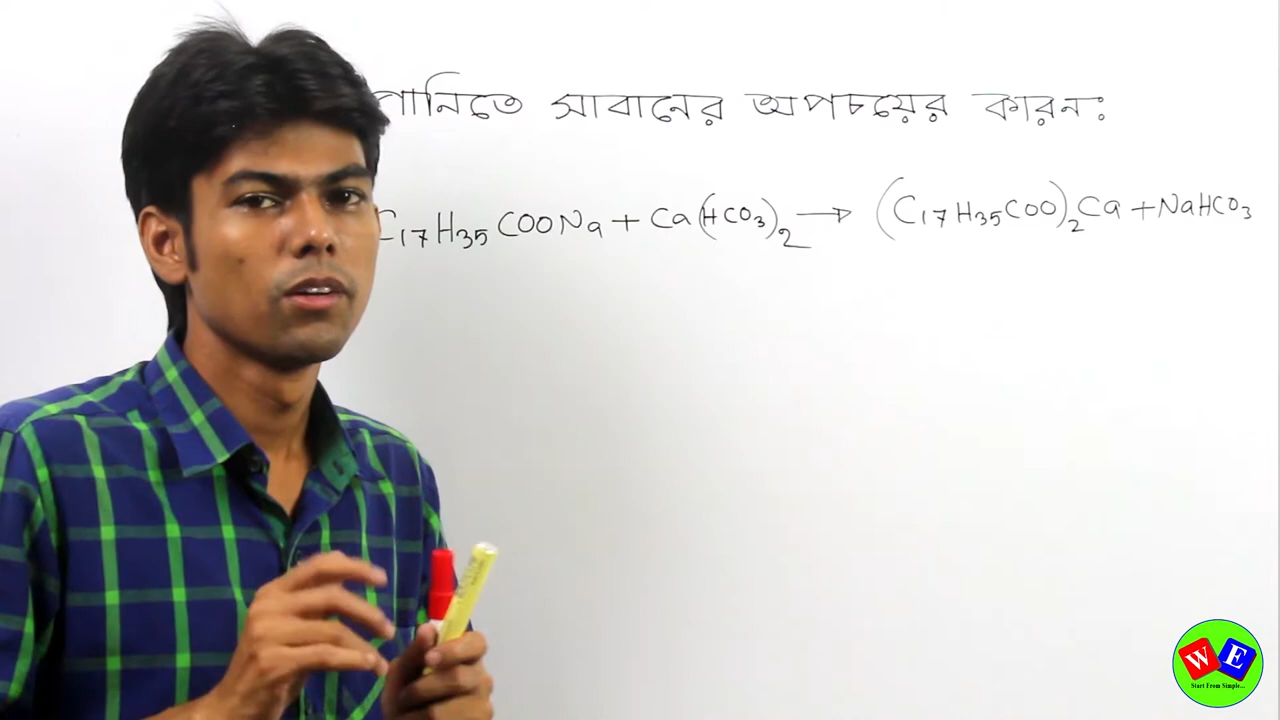 পানিতে সাবানের অপচয়ের কারনঃ
C₁₇H₃₅COONa + Ca(HCO₃)₂ → (C₁₇H₃₅COO)₂Ca + NaHCO₃
W E
Start From Simple...